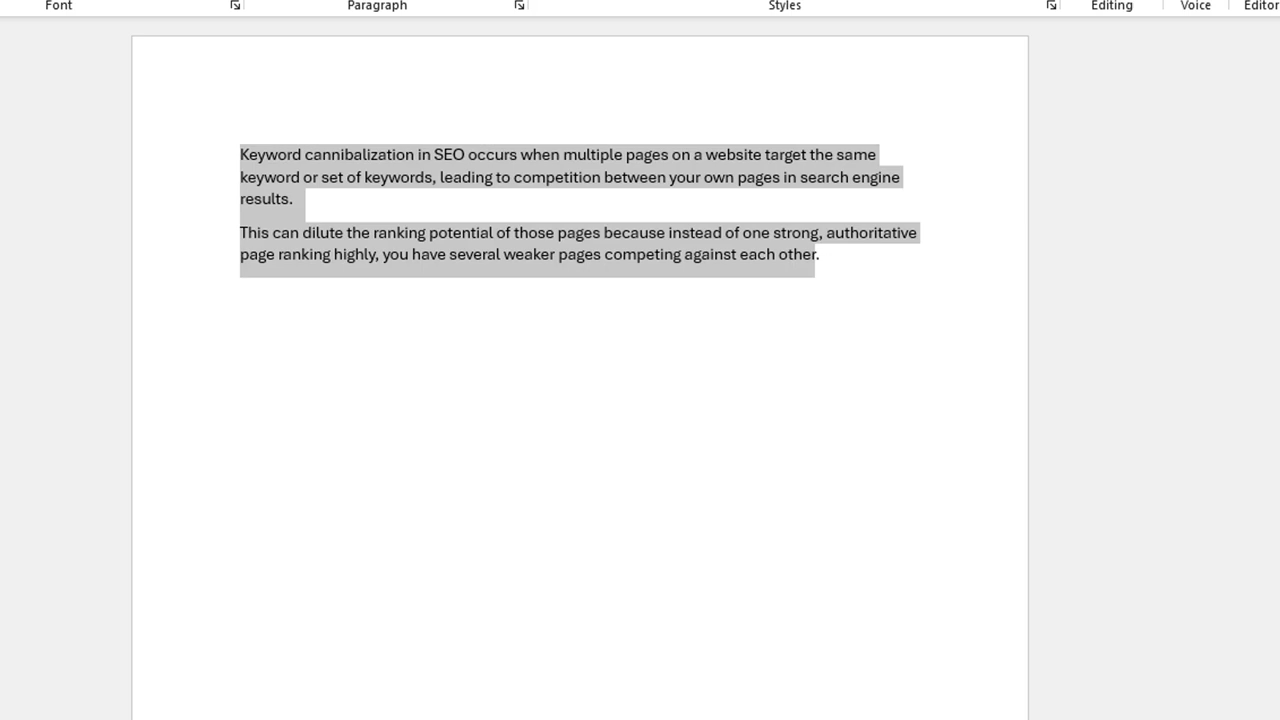 Font Paragraph Styles Editing Voice Editor
Keyword cannibalization in SEO occurs when multiple pages on a website target the same
keyword or set of keywords, leading to competition between your own pages in search engine
results.
This can dilute the ranking potential of those pages because instead of one strong, authoritative
page ranking highly, you have several weaker pages competing against each other.